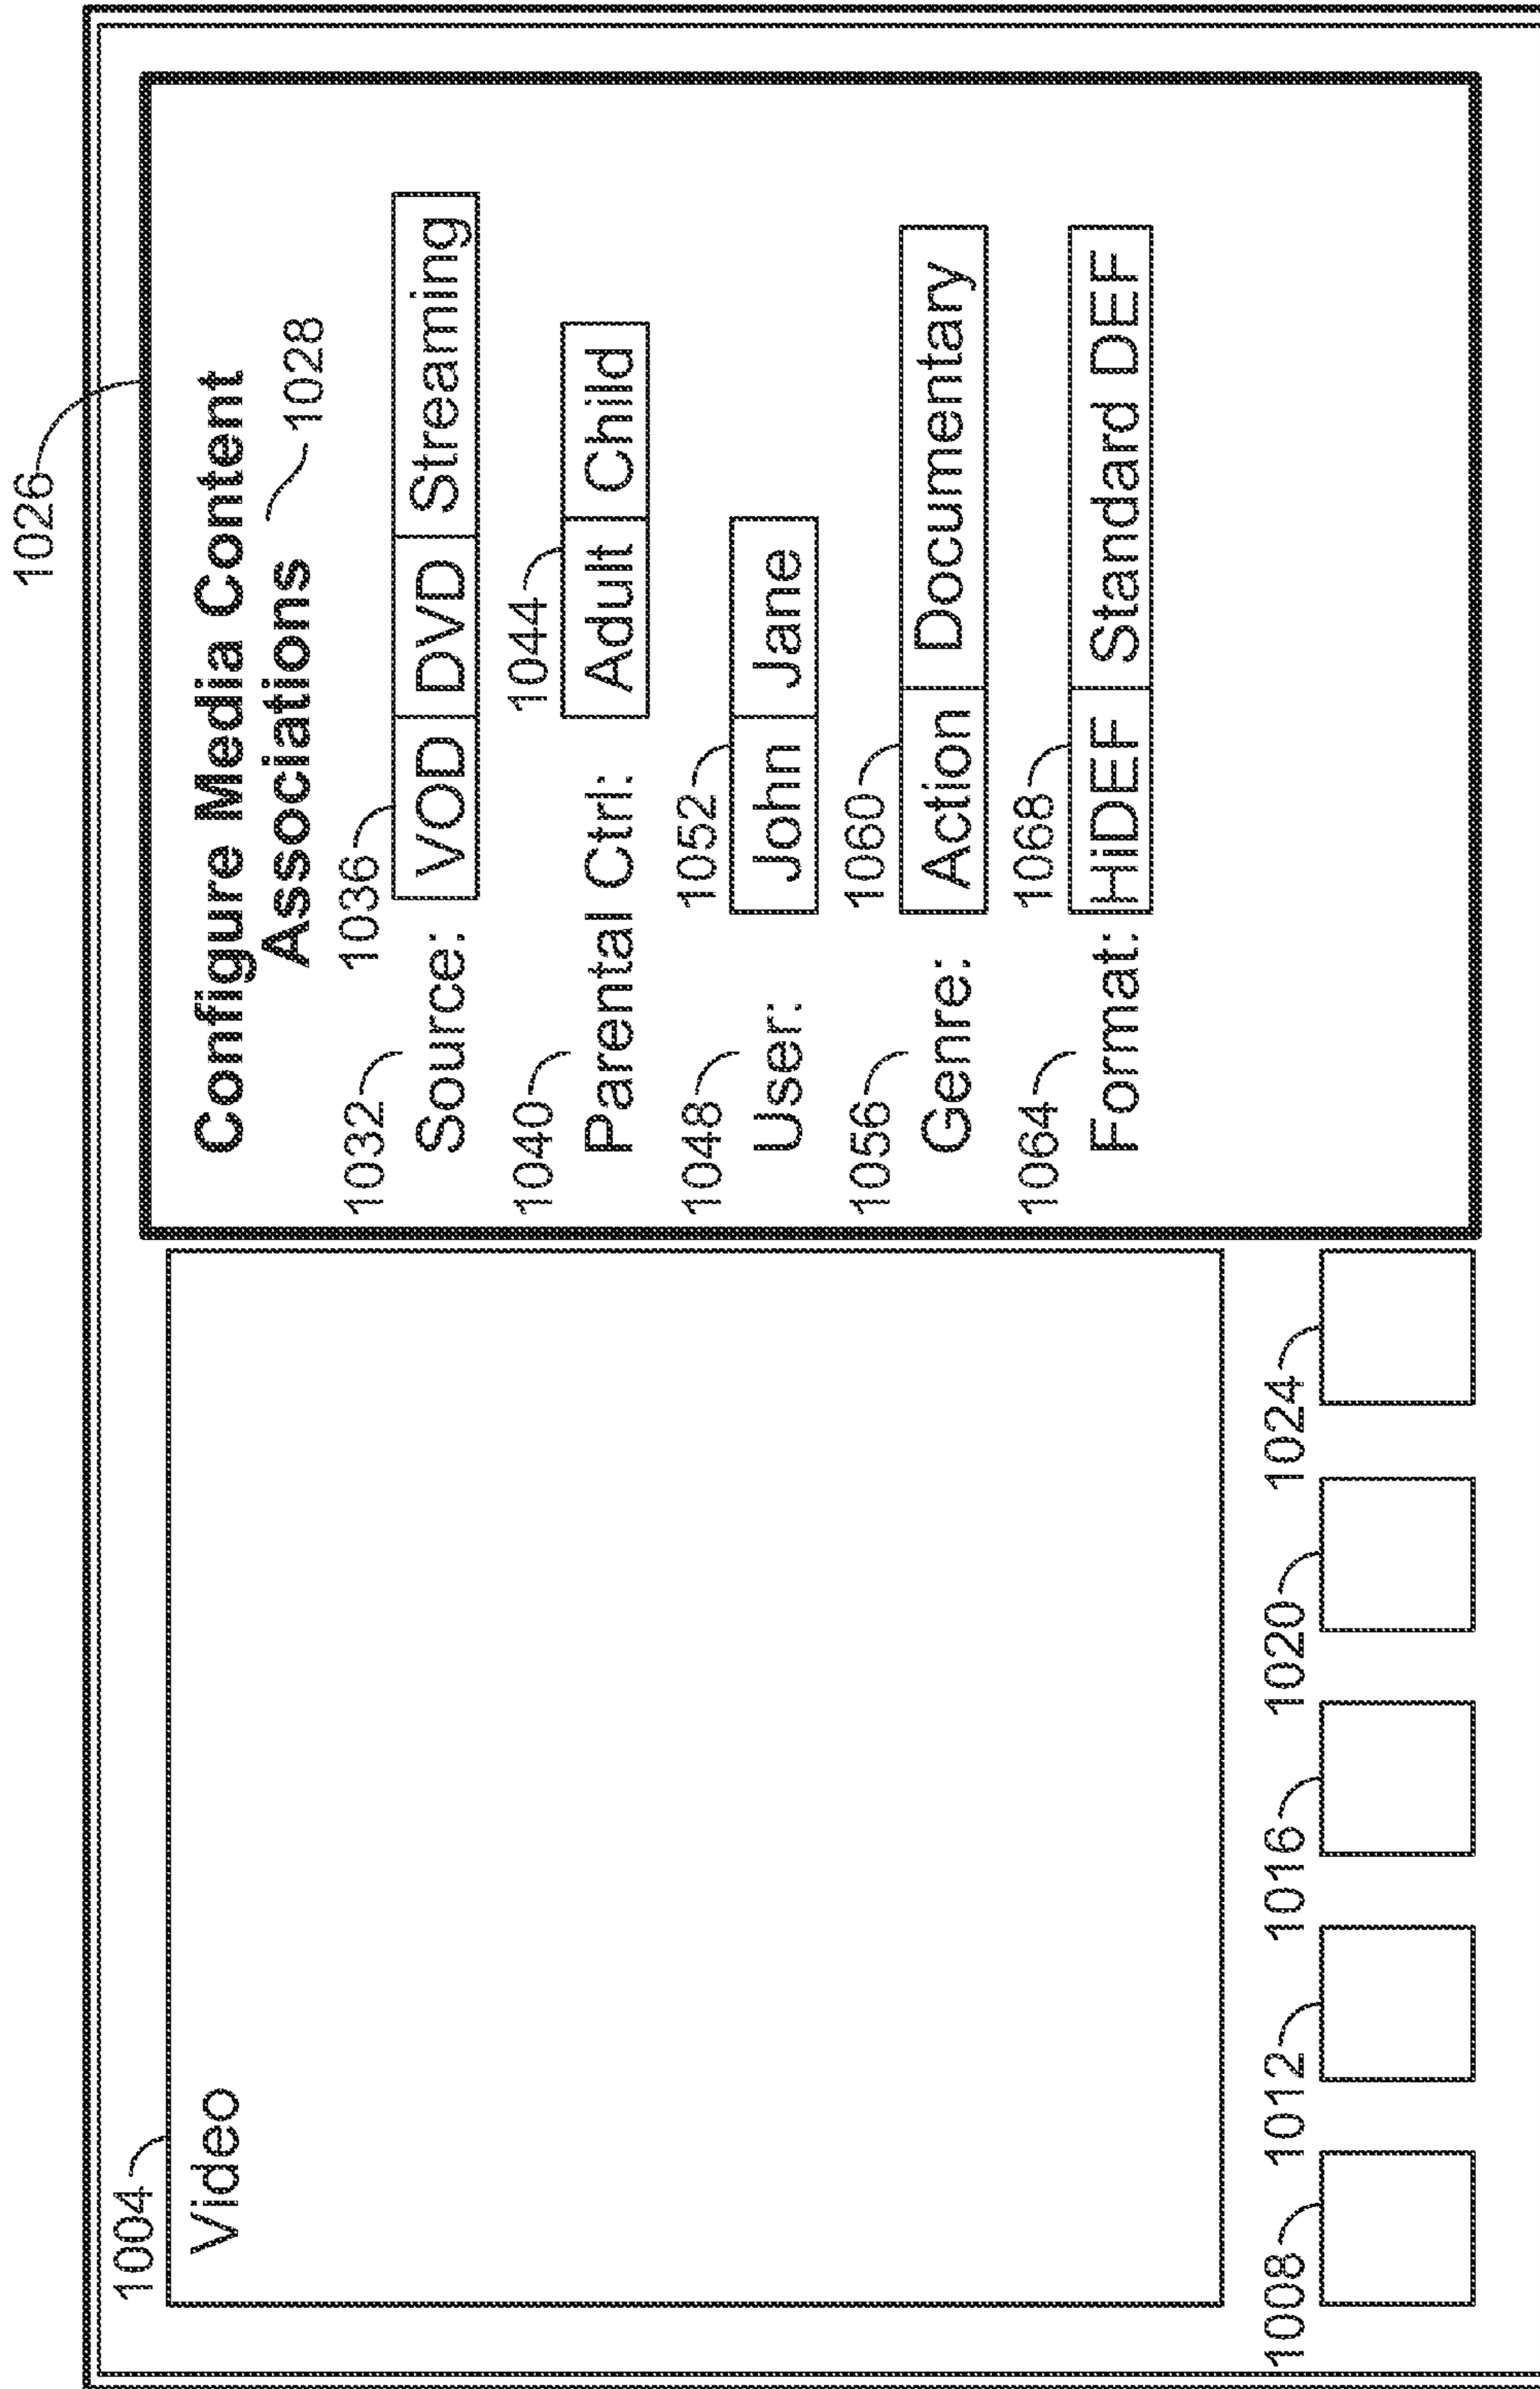 1026
1004
Video
Configure Media Content
Associations 1028
1032 1036
Source: VOD DVD Streaming
1040 1044
Parental Ctrl: Adult Child
1048 1052
User: John Jane
1056 1060
Genre: Action Documentary
1064 1068
Format: HiDEF Standard DEF
1008 1012 1016 1020 1024